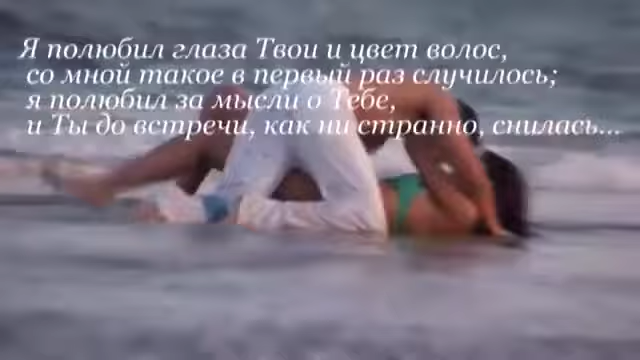 Я полюбил глаза Твои и цвет волос,
со мной такое в первый раз случилось;
я полюбил за мысли о Тебе,
и Ты до встречи, как ни странно, снилась...